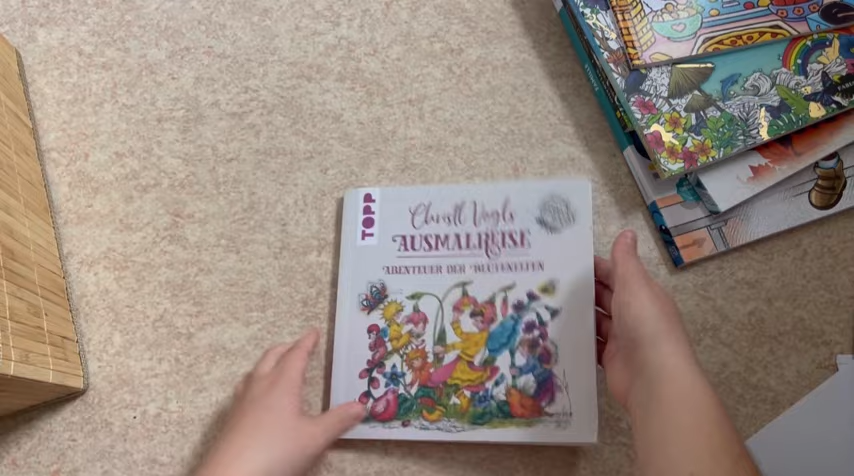 TOPP
Christl Vogls
AUSMALREISE
ABENTEUER DER BLÜTENELFEN